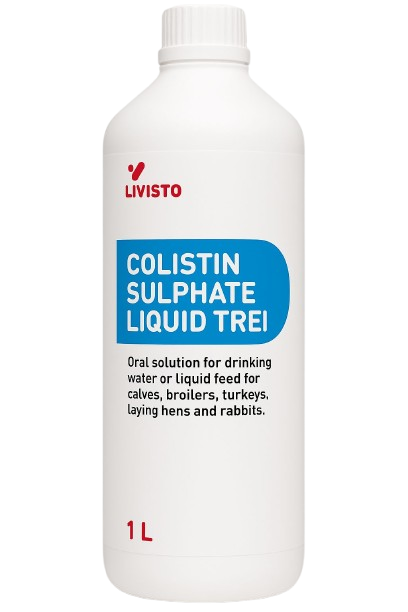 LIVISTO
COLISTIN
SULPHATE
LIQUID TREI
Oral solution for drinking
water or liquid feed for
calves, broilers, turkeys,
laying hens and rabbits.
1 L